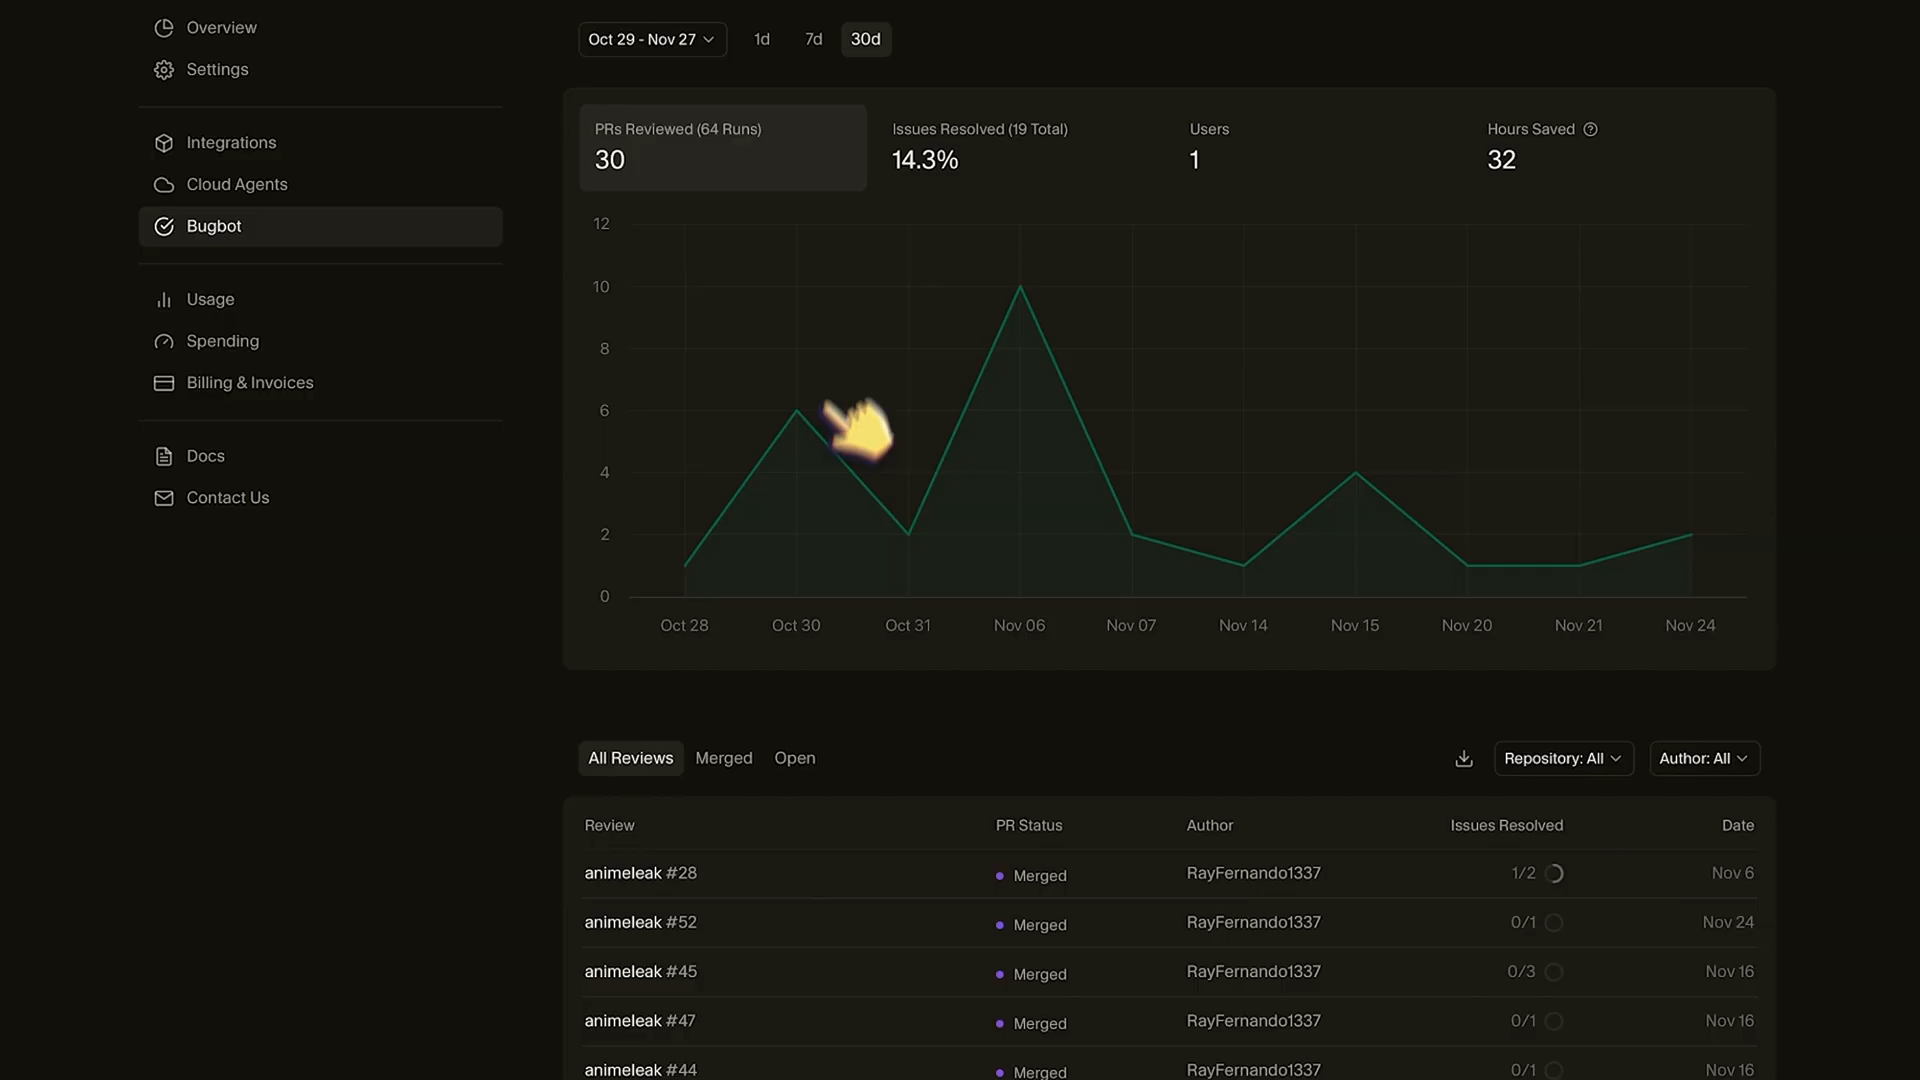 Overview
Settings
Integrations
Cloud Agents
Bugbot
Usage
Spending
Billing & Invoices
Docs
Contact Us
Oct 29 - Nov 27 1d 7d 30d
PRs Reviewed (64 Runs) Issues Resolved (19 Total) Users Hours Saved
30 14.3% 1 32
12
10
8
6
4
2
0
Oct 28 Oct 30 Oct 31 Nov 06 Nov 07 Nov 14 Nov 15 Nov 20 Nov 21 Nov 24
All Reviews Merged Open Repository: All Author: All
Review PR Status Author Issues Resolved Date
animeleak #28 Merged RayFernando1337 1/2 Nov 6
animeleak #52 Merged RayFernando1337 0/1 Nov 24
animeleak #45 Merged RayFernando1337 0/3 Nov 16
animeleak #47 Merged RayFernando1337 0/1 Nov 16
animeleak #44 Merged RayFernando1337 0/1 Nov 16